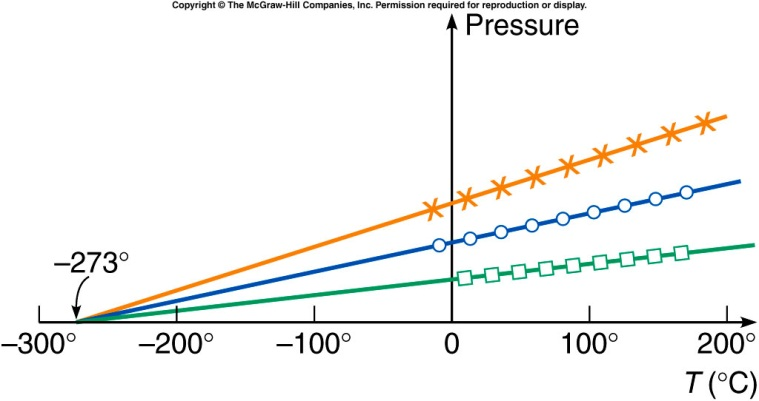 Copyright © The McGraw-Hill Companies, Inc. Permission required for reproduction or display.
Pressure
–273°
–300° –200° –100° 0 100° 200°
T (°C)